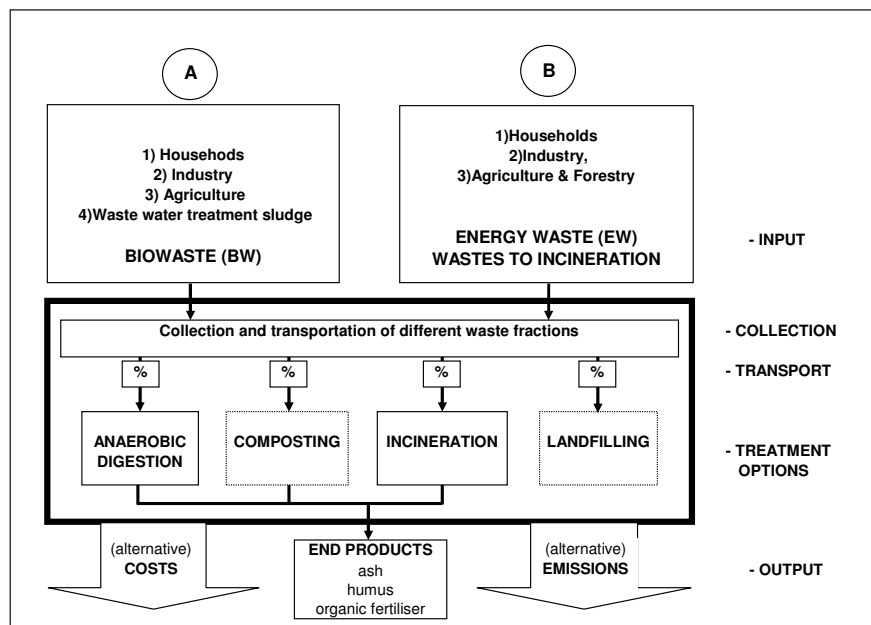 A
B
1) Househods
2) Industry
3) Agriculture
4)Waste water treatment sludge
BIOWASTE (BW)
1)Households
2)Industry,
3)Agriculture & Forestry
ENERGY WASTE (EW)
WASTES TO INCINERATION
- INPUT
Collection and transportation of different waste fractions
- COLLECTION
%
%
%
%
- TRANSPORT
ANAEROBIC
DIGESTION
COMPOSTING
INCINERATION
LANDFILLING
- TREATMENT
OPTIONS
(alternative)
COSTS
END PRODUCTS
ash
humus
organic fertiliser
(alternative)
EMISSIONS
- OUTPUT